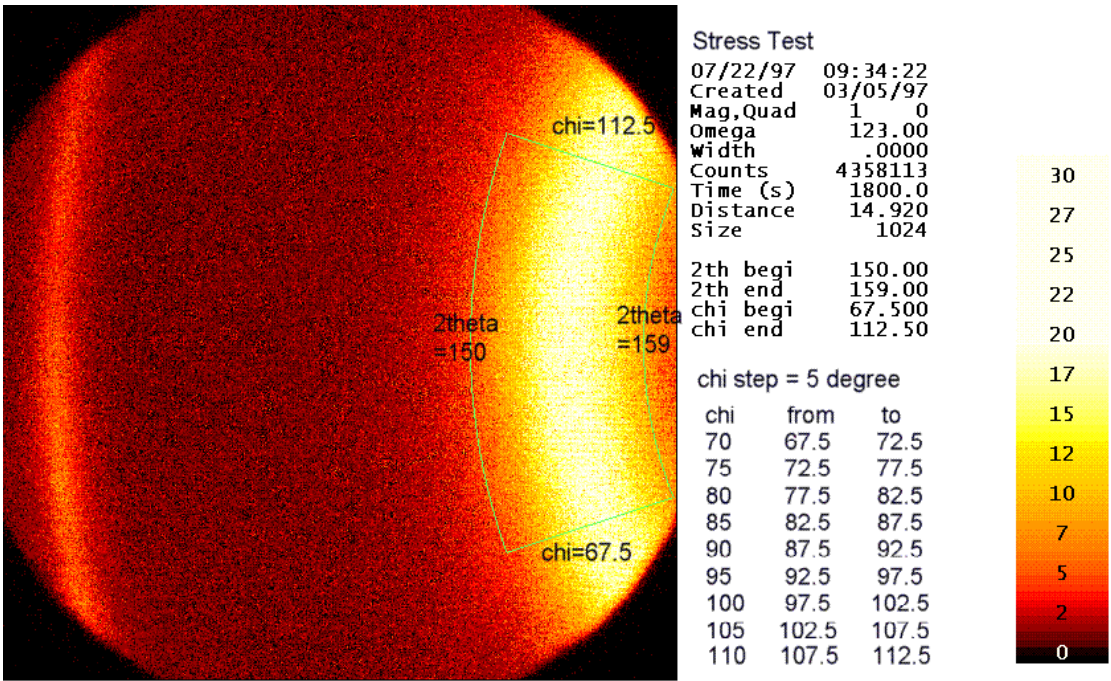 chi=112.5
2theta
=150
2theta
=159
chi=67.5
Stress Test
07/22/97 09:34:22
Created 03/05/97
Mag,Quad 1 0
Omega 123.00
Width .0000
Counts 4358113
Time (s) 1800.0
Distance 14.920
Size 1024
2th begi 150.00
2th end 159.00
chi begi 67.500
chi end 112.50
chi step = 5 degree
chi from to
70 67.5 72.5
75 72.5 77.5
80 77.5 82.5
85 82.5 87.5
90 87.5 92.5
95 92.5 97.5
100 97.5 102.5
105 102.5 107.5
110 107.5 112.5
30
27
25
22
20
17
15
12
10
7
5
2
0